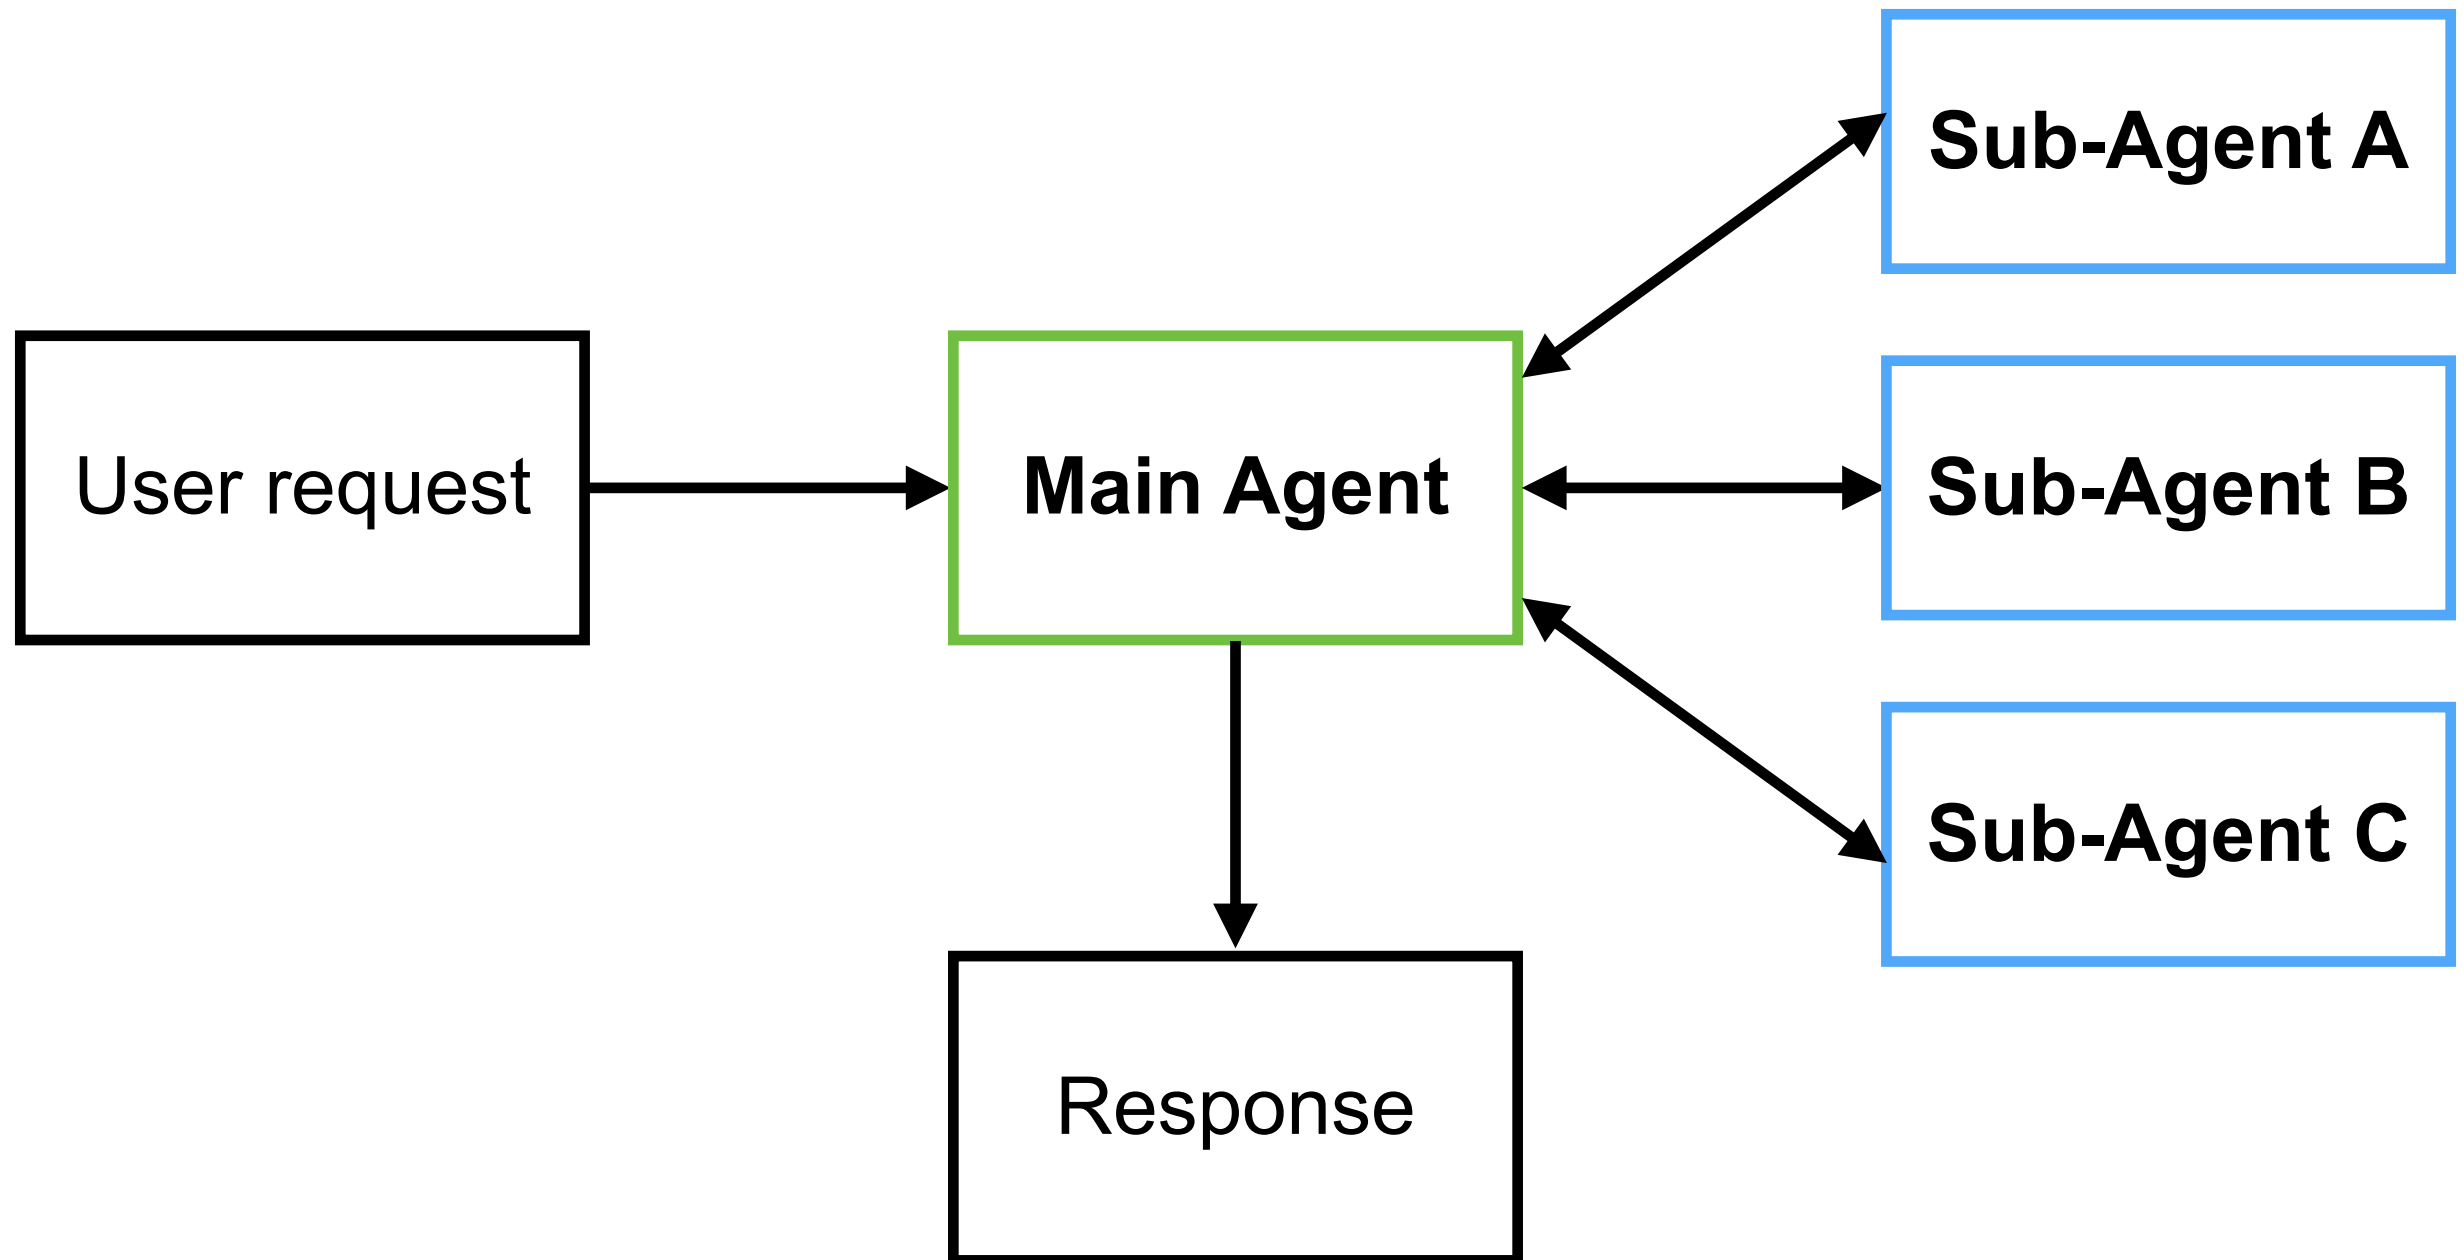 User request
Main Agent
Sub-Agent A
Sub-Agent B
Sub-Agent C
Response